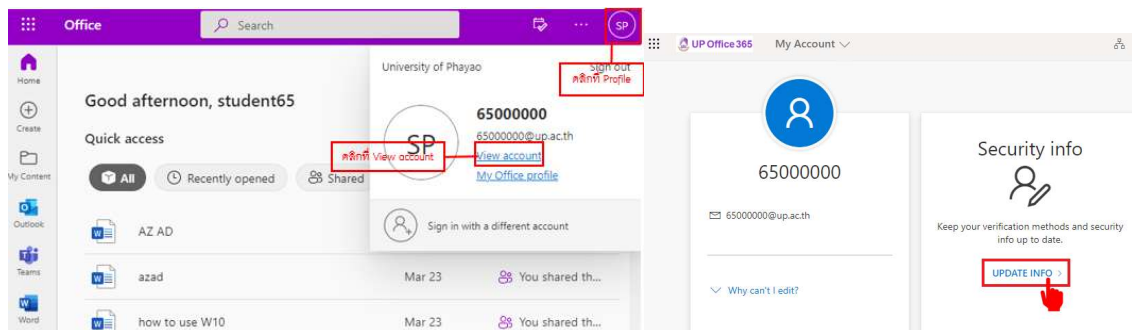 Office
Search
SP
Home
Create
My Content
Outlook
Teams
Word
Good afternoon, student65
Quick access
All
Recently opened
Shared
AZ AD
azad
Mar 23
You shared th...
how to use W10
Mar 23
You shared th...
University of Phayao
Sign out
คลิกที่ Profile
SP
65000000
65000000@up.ac.th
View account
คลิกที่ View account
My Office profile
Sign in with a different account
UP Office365
My Account
65000000
65000000@up.ac.th
Why can't I edit?
Security info
Keep your verification methods and security
info up to date.
UPDATE INFO >